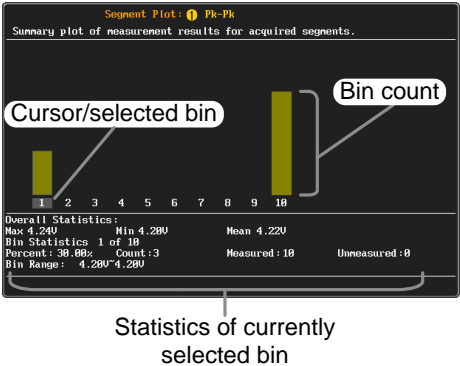 Segment Plot: 1 Pk-Pk
Summary plot of measurement results for acquired segments.
Bin count
Cursor/selected bin
1 2 3 4 5 6 7 8 9 10
Overall Statistics:
Max 4.24V Min 4.20V Mean 4.22V
Bin Statistics 1 of 10
Percent: 30.00% Count:3 Measured:10 Unmeasured:0
Bin Range: 4.20V~4.20V
Statistics of currently
selected bin